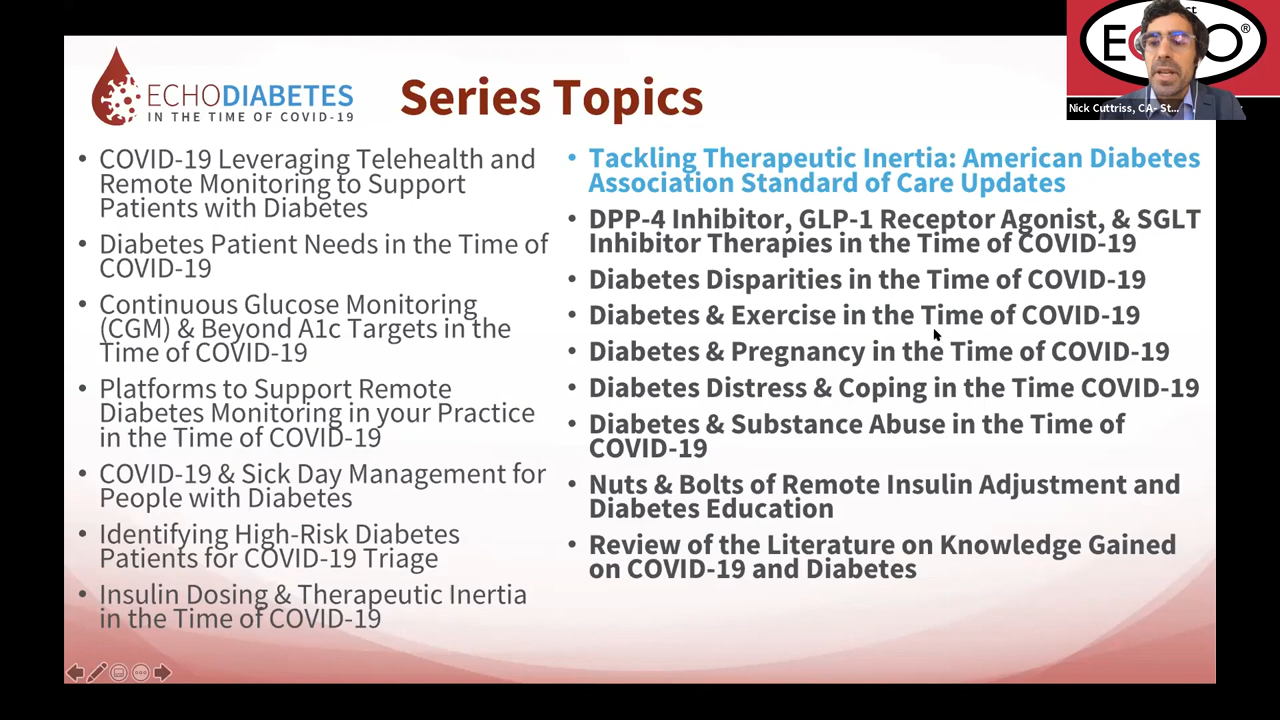 ECHODIABETES
IN THE TIME OF COVID-19
Series Topics
• COVID-19 Leveraging Telehealth and
Remote Monitoring to Support
Patients with Diabetes
• Diabetes Patient Needs in the Time of
COVID-19
• Continuous Glucose Monitoring
(CGM) & Beyond A1c Targets in the
Time of COVID-19
• Platforms to Support Remote
Diabetes Monitoring in your Practice
in the Time of COVID-19
• COVID-19 & Sick Day Management for
People with Diabetes
• Identifying High-Risk Diabetes
Patients for COVID-19 Triage
• Insulin Dosing & Therapeutic Inertia
in the Time of COVID-19
• Tackling Therapeutic Inertia: American Diabetes
Association Standard of Care Updates
• DPP-4 Inhibitor, GLP-1 Receptor Agonist, & SGLT
Inhibitor Therapies in the Time of COVID-19
• Diabetes Disparities in the Time of COVID-19
• Diabetes & Exercise in the Time of COVID-19
• Diabetes & Pregnancy in the Time of COVID-19
• Diabetes Distress & Coping in the Time COVID-19
• Diabetes & Substance Abuse in the Time of
COVID-19
• Nuts & Bolts of Remote Insulin Adjustment and
Diabetes Education
• Review of the Literature on Knowledge Gained
on COVID-19 and Diabetes
Nick Cuttriss, CA- St...